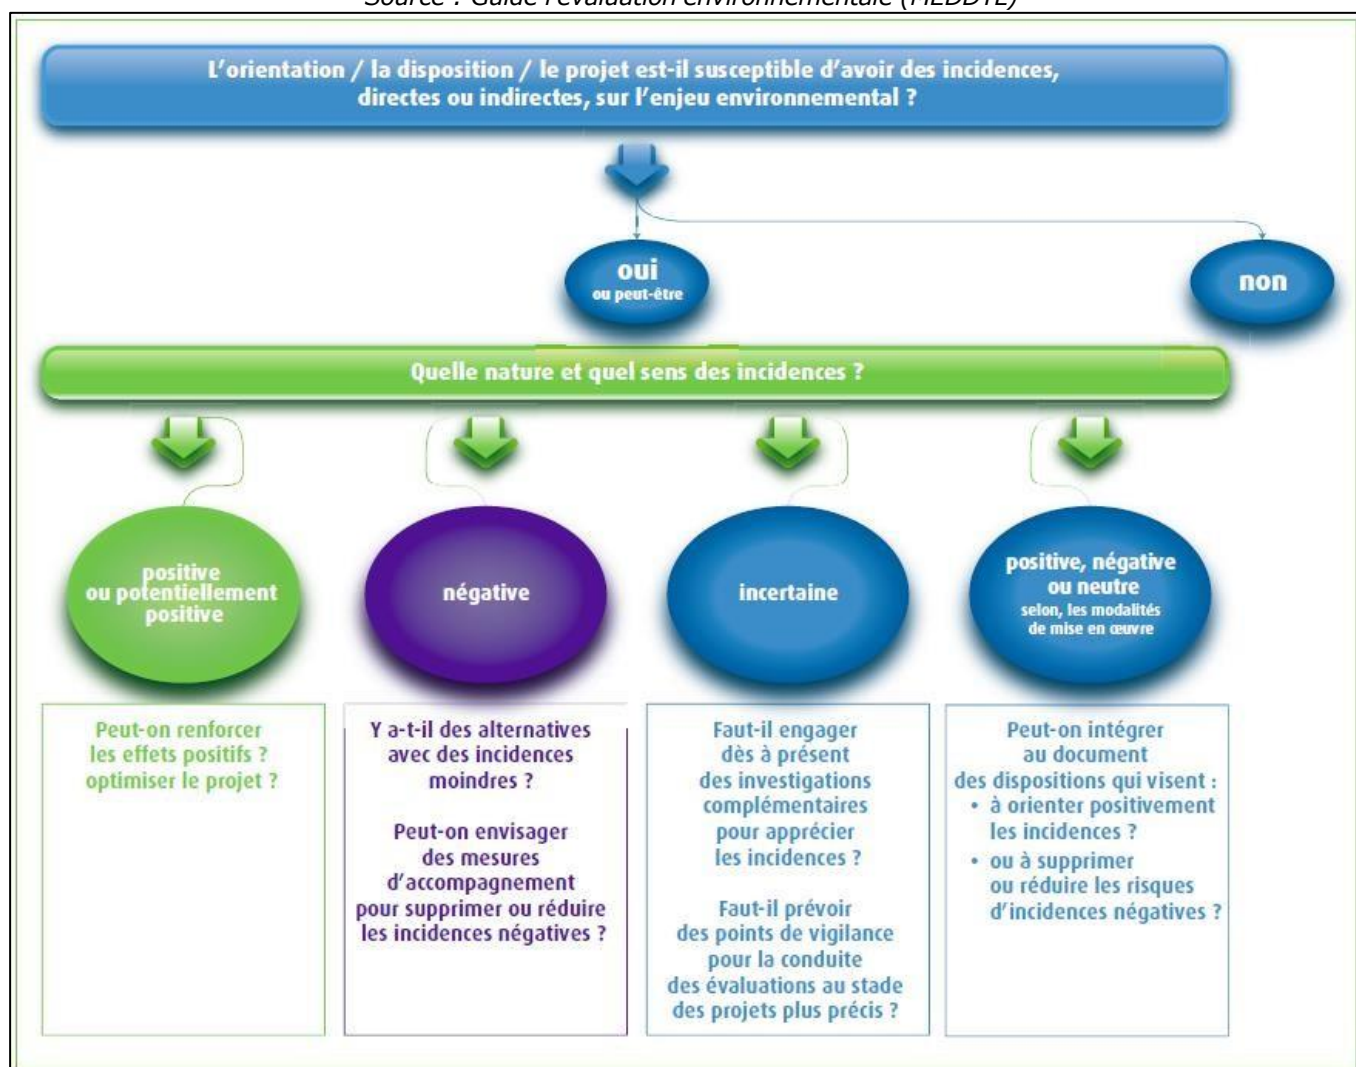 Source : Guide l'évaluation environnementale (MEDDTL)
L'orientation / la disposition / le projet est-il susceptible d'avoir des incidences,
directes ou indirectes, sur l'enjeu environnemental ?
oui
ou peut-être
non
Quelle nature et quel sens des incidences ?
positive
ou potentiellement
positive
négative
incertaine
positive, négative
ou neutre
selon, les modalités
de mise en œuvre
Peut-on renforcer
les effets positifs ?
optimiser le projet ?
Y a-t-il des alternatives
avec des incidences
moindres ?
Peut-on envisager
des mesures
d'accompagnement
pour supprimer ou réduire
les incidences négatives ?
Faut-il engager
dès à présent
des investigations
complémentaires
pour apprécier
les incidences ?
Faut-il prévoir
des points de vigilance
pour la conduite
des évaluations au stade
des projets plus précis ?
Peut-on intégrer
au document
des dispositions qui visent :
• à orienter positivement
les incidences ?
• ou à supprimer
ou réduire les risques
d'incidences négatives ?